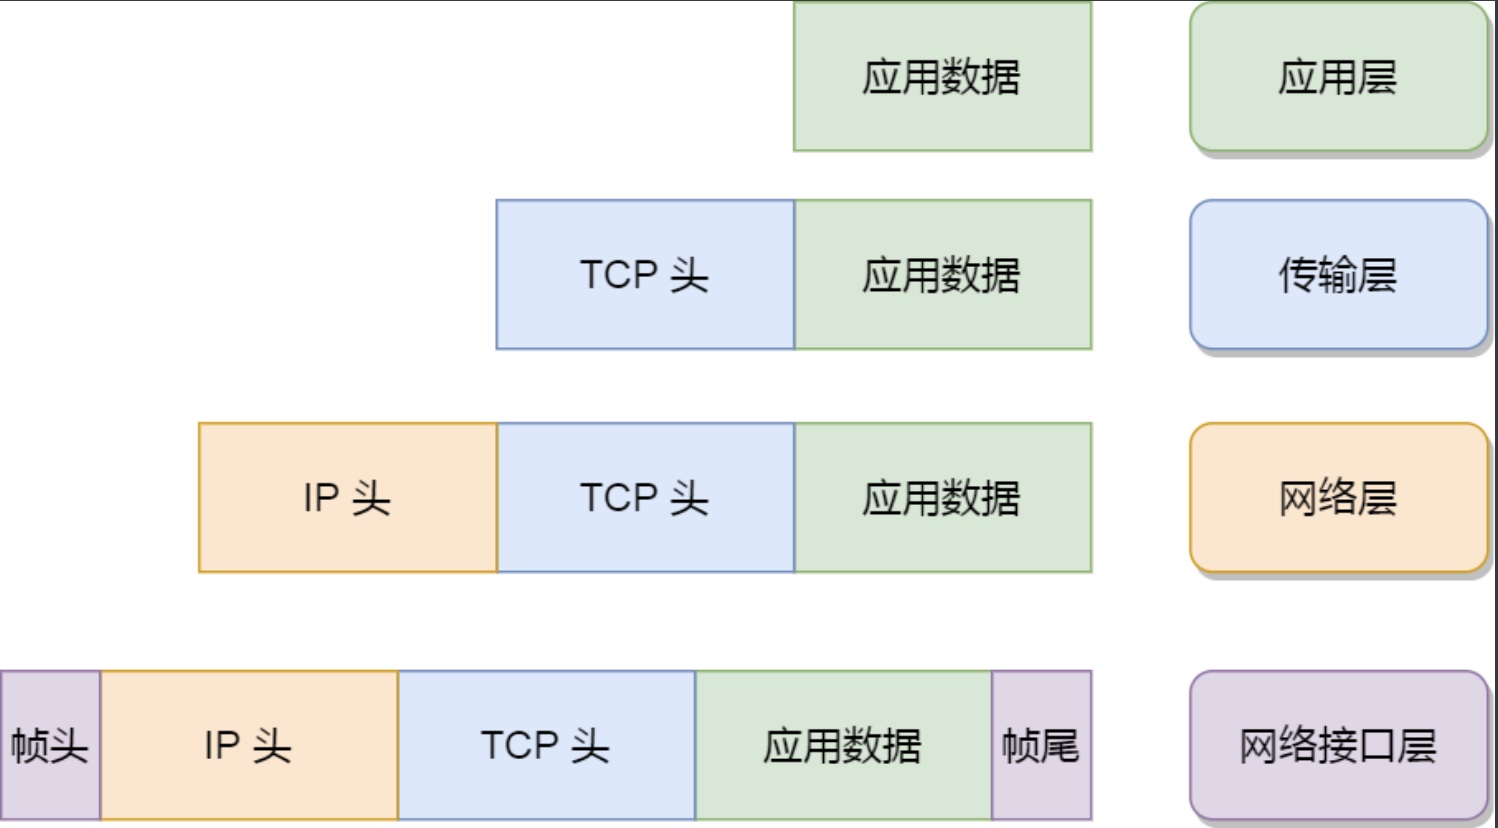 应用数据 应用层
TCP 头 应用数据 传输层
IP 头 TCP 头 应用数据 网络层
帧头 IP 头 TCP 头 应用数据 帧尾 网络接口层